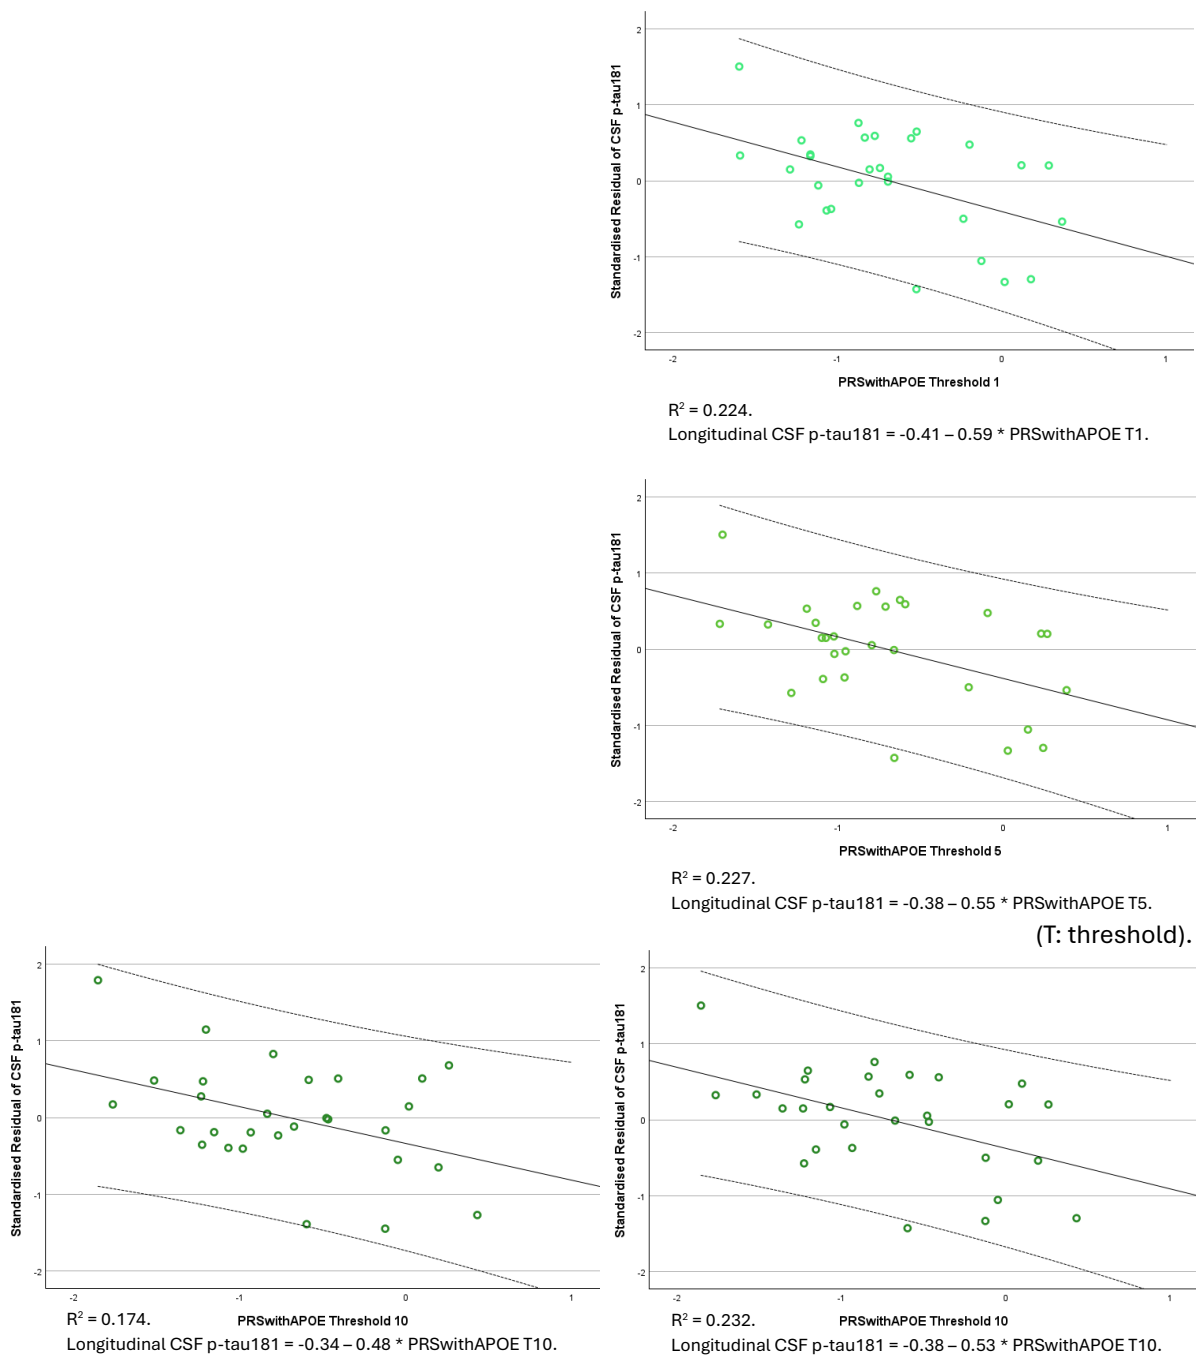 2
1
0
-1
-2
Standardised Residual of CSF p-tau181
-2 -1 0 1
PRSwithAPOE Threshold 1
R² = 0.224.
Longitudinal CSF p-tau181 = -0.41 – 0.59 * PRSwithAPOE T1.
2
1
0
-1
-2
Standardised Residual of CSF p-tau181
-2 -1 0 1
PRSwithAPOE Threshold 5
R² = 0.227.
Longitudinal CSF p-tau181 = -0.38 – 0.55 * PRSwithAPOE T5.
(T: threshold).
2
1
0
-1
-2
Standardised Residual of CSF p-tau181
-1 0 1
PRSwithAPOE Threshold 10
R² = 0.174.
Longitudinal CSF p-tau181 = -0.34 – 0.48 * PRSwithAPOE T10.
2
1
0
-1
-2
Standardised Residual of CSF p-tau181
-2 -1 0 1
PRSwithAPOE Threshold 10
R² = 0.232.
Longitudinal CSF p-tau181 = -0.38 – 0.53 * PRSwithAPOE T10.